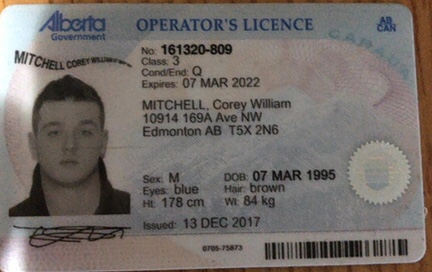 Alberta
Government
OPERATOR'S LICENCE
AB
CAN
CANADA
No: 161320-809
Class: 3
Cond/End: Q
Expires: 07 MAR 2022
MITCHELL COREY
MITCHELL, Corey William
10914 169A Ave NW
Edmonton AB T5X 2N6
Sex: M
DOB: 07 MAR 1995
Eyes: blue
Hair: brown
Ht: 178 cm
Wt: 84 kg
Issued: 13 DEC 2017
0705-75873